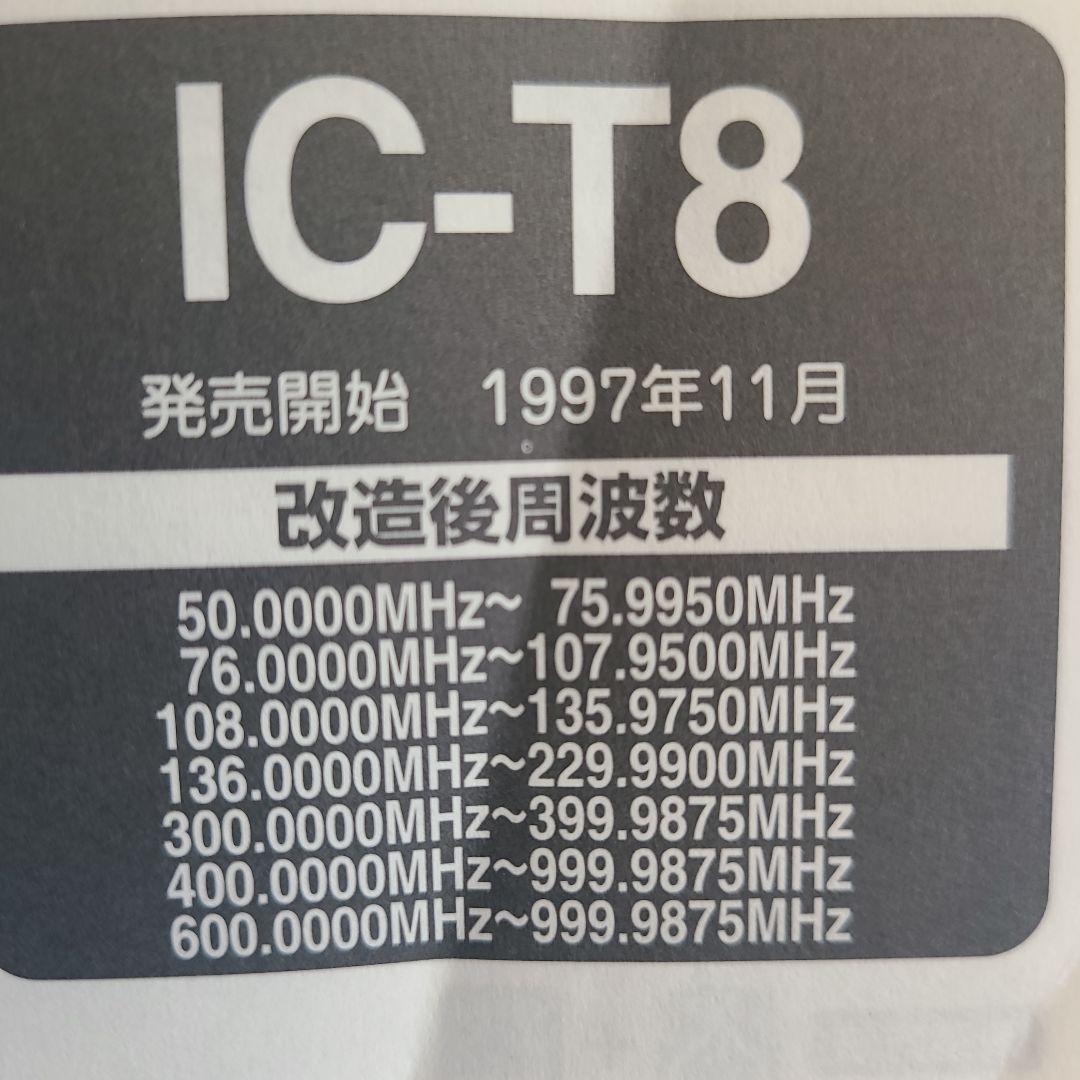 IC-T8
発売開始　1997年11月
改造後周波数
50.0000MHz～ 75.9950MHz
76.0000MHz～107.9500MHz
108.0000MHz～135.9750MHz
136.0000MHz～229.9900MHz
300.0000MHz～399.9875MHz
400.0000MHz～999.9875MHz
600.0000MHz～999.9875MHz